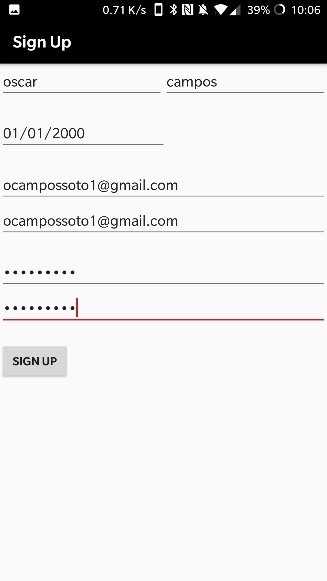 0.71 K/s 39% 10:06
Sign Up
oscar campos
01/01/2000
ocampossoto1@gmail.com
ocampossoto1@gmail.com
•••••••••
•••••••••
SIGN UP